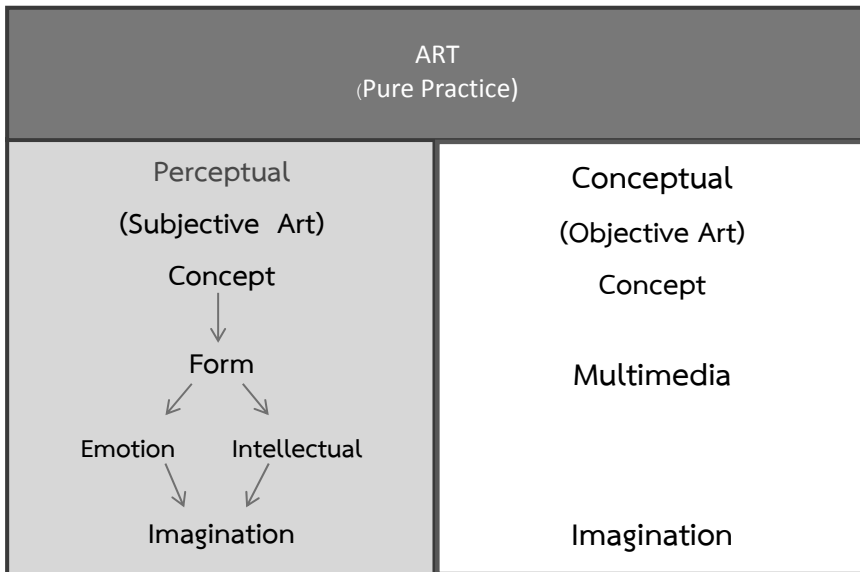 ART
(Pure Practice)
Perceptual
(Subjective Art)
Concept
Form
Emotion Intellectual
Imagination
Conceptual
(Objective Art)
Concept
Multimedia
Imagination